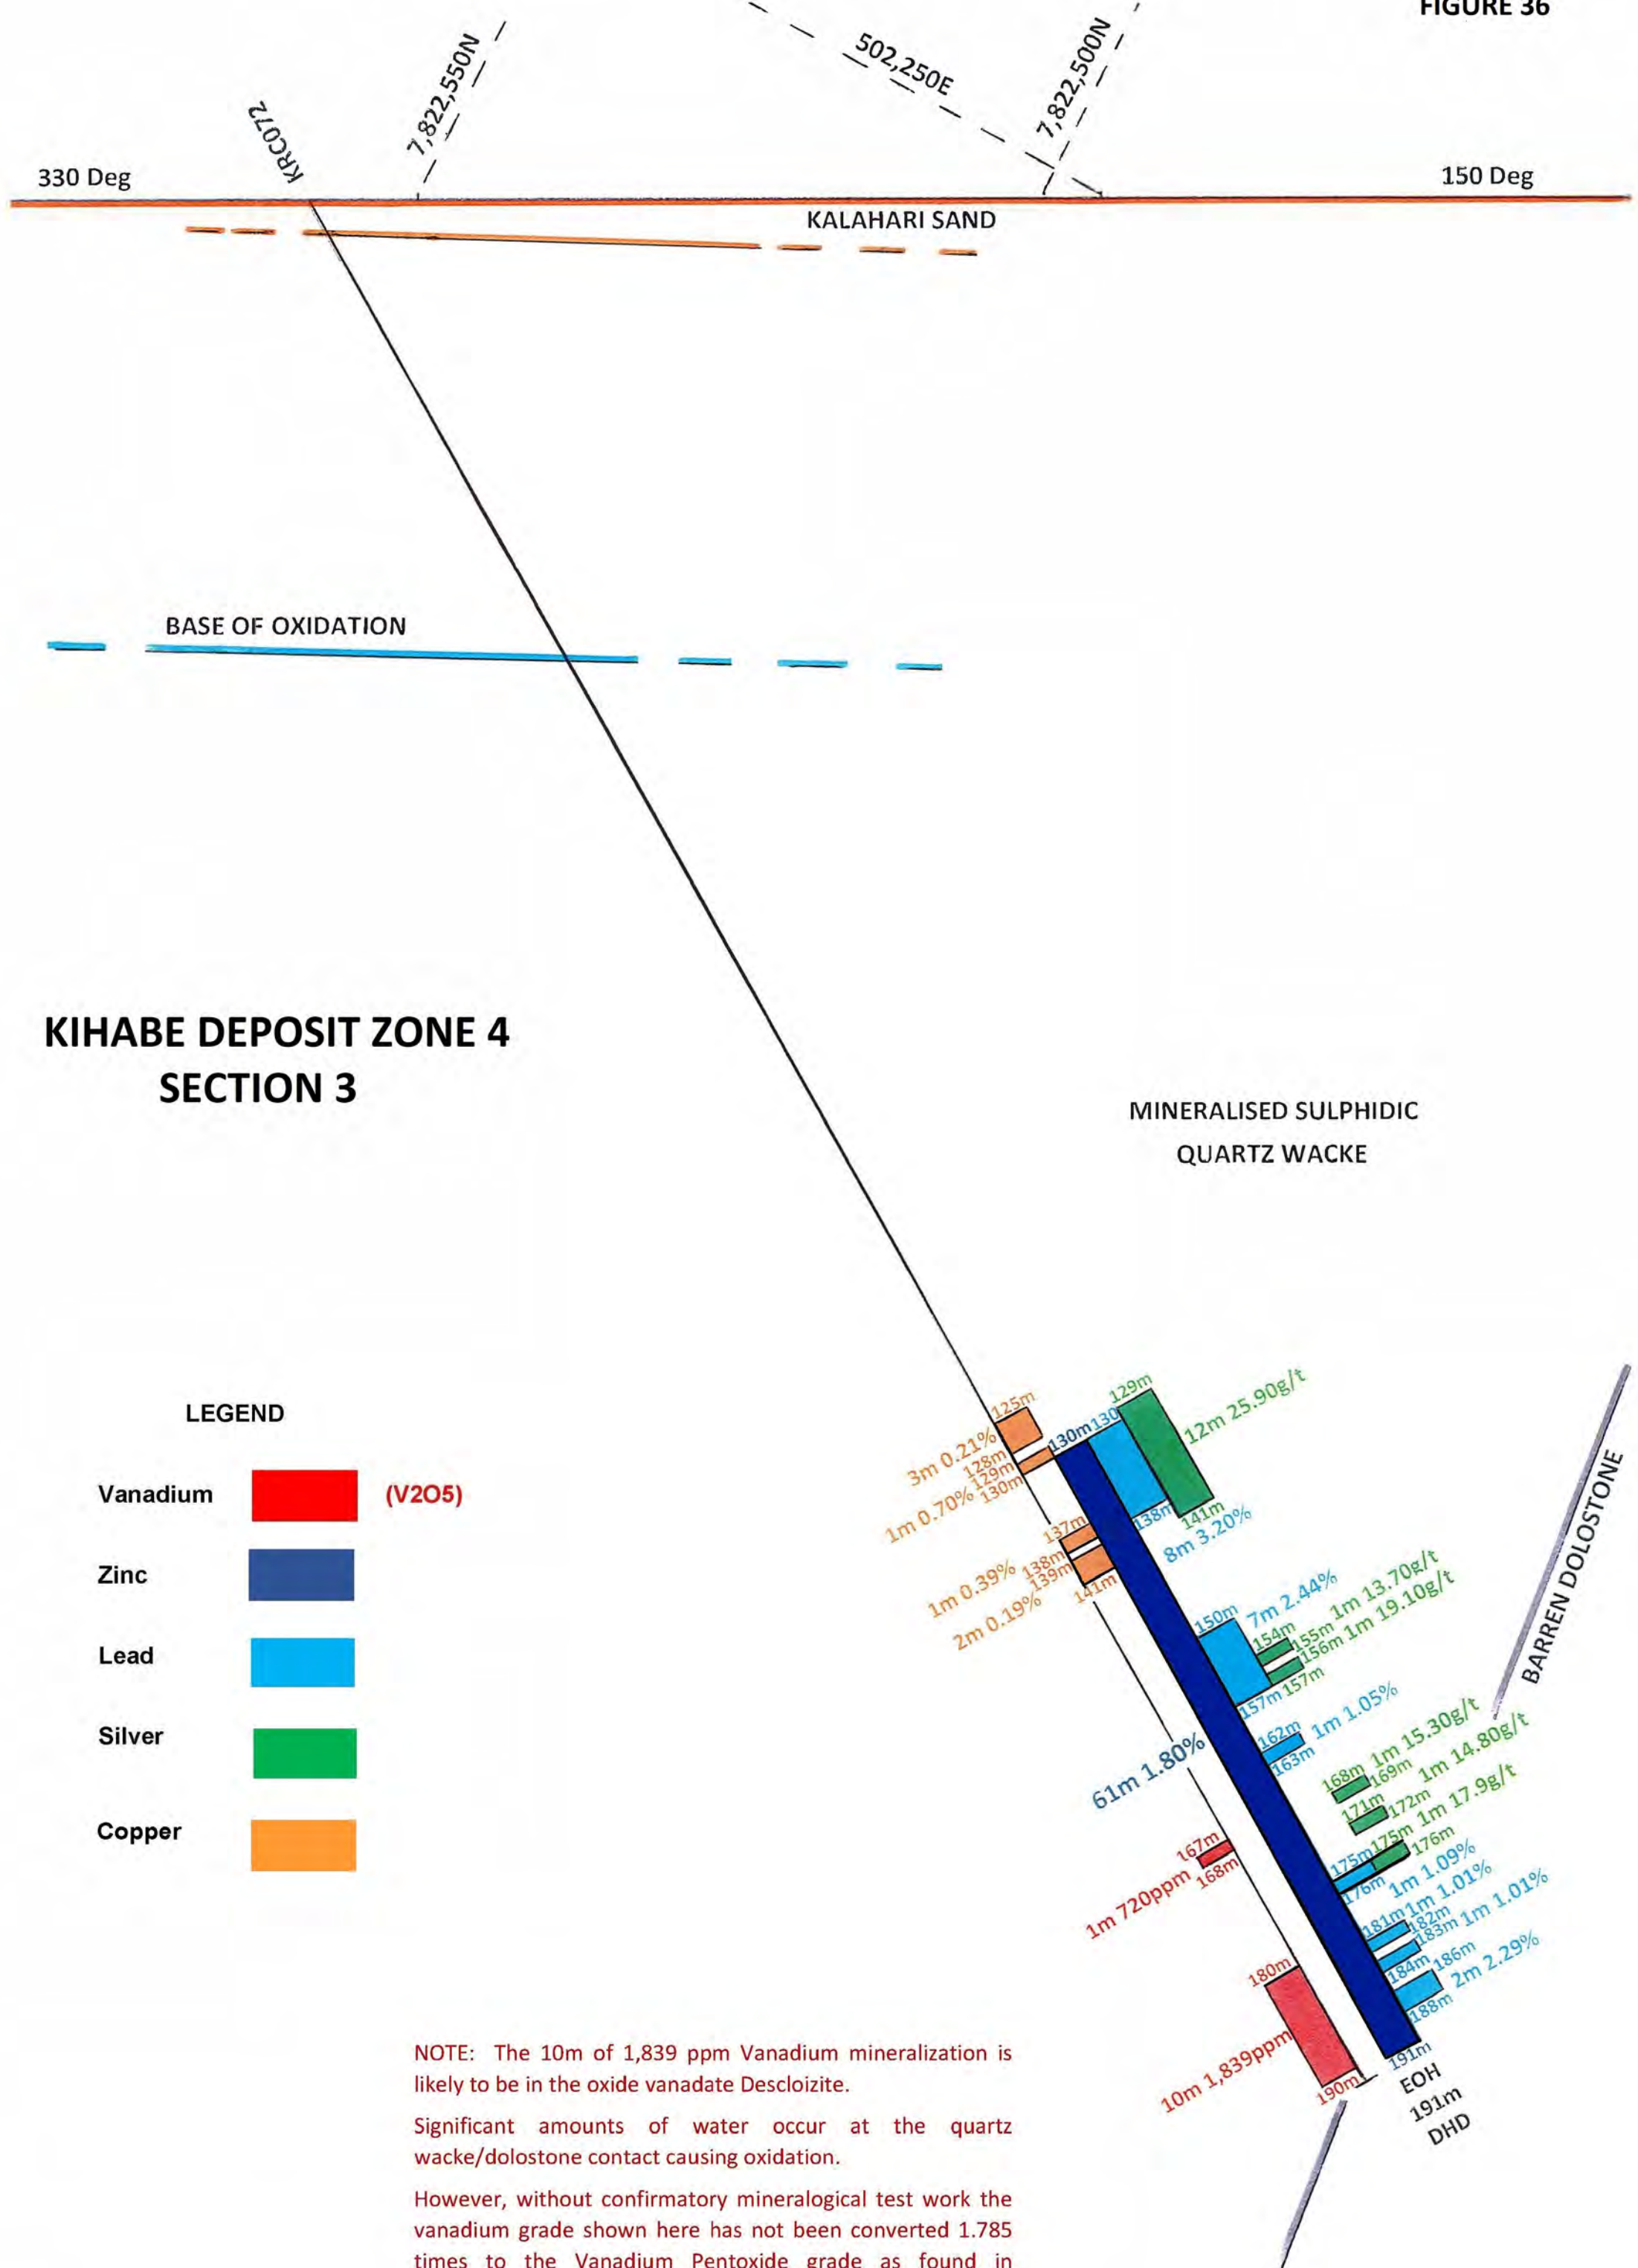 FIGURE 36
7,822,550N
502,250E
7,822,500N
KRC072
330 Deg
150 Deg
KALAHARI SAND
BASE OF OXIDATION
KIHABE DEPOSIT ZONE 4
SECTION 3
MINERALISED SULPHIDIC
QUARTZ WACKE
125m
3m 0.21%
128m
129m
1m 0.70%
130m
130m
130
129m
12m 25.90g/t
141m
138m
8m 3.20%
137m
1m 0.39%
138m
139m
2m 0.19%
141m
BARREN DOLOSTONE
150m
7m 2.44%
154m
155m 1m 13.70g/t
156m 1m 19.10g/t
157m
157m
162m
1m 1.05%
163m
61m 1.80%
168m 1m 15.30g/t
169m
171m
1m 14.80g/t
172m
175m 1m 17.9g/t
175m
176m
176m
1m 1.09%
181m 1m 1.01%
182m
183m 1m 1.01%
184m
186m
2m 2.29%
188m
167m
1m 720ppm
168m
180m
10m 1,839ppm
190m
191m
EOH
191m
DHD
LEGEND
Vanadium (V2O5)
Zinc
Lead
Silver
Copper
NOTE: The 10m of 1,839 ppm Vanadium mineralization is
likely to be in the oxide vanadate Descloizite.
Significant amounts of water occur at the quartz
wacke/dolostone contact causing oxidation.
However, without confirmatory mineralogical test work the
vanadium grade shown here has not been converted 1.785
times to the Vanadium Pentoxide grade as found in